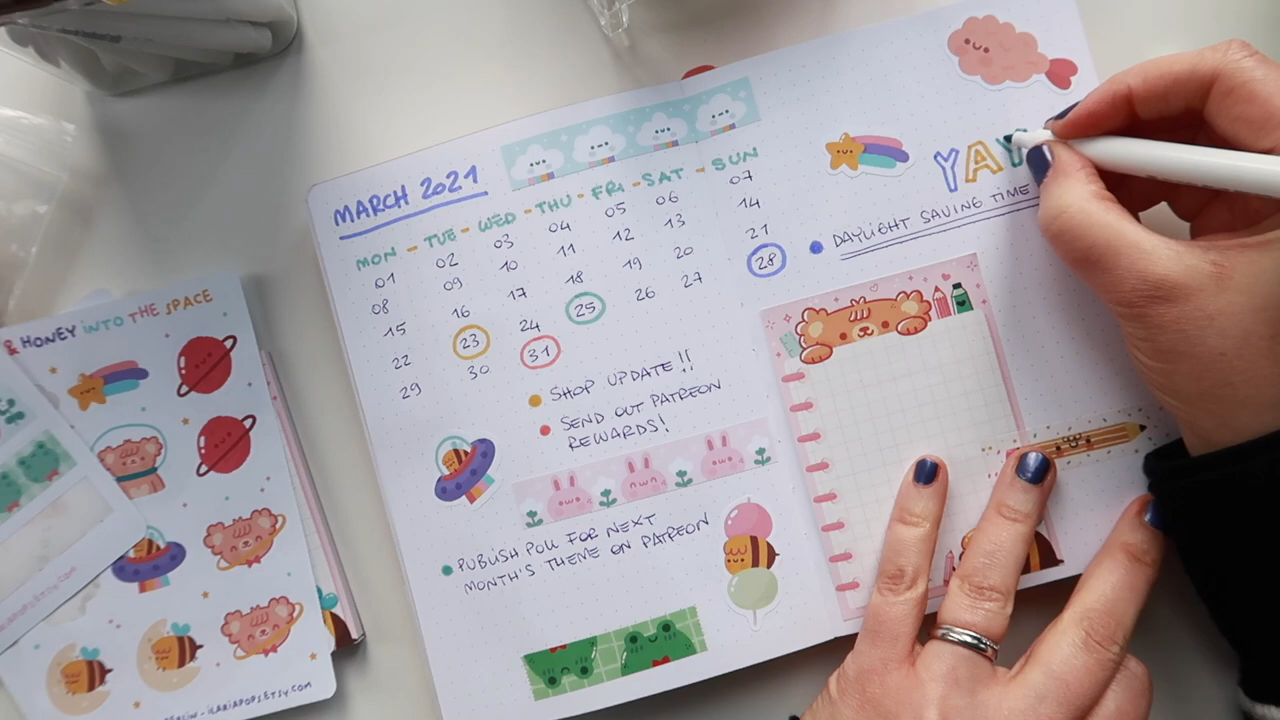 MARCH 2021
MON - TUE - WED - THU - FRI - SAT - SUN
01 02 03 04 05 06 07
08 09 10 11 12 13 14
15 16 17 18 19 20 21
22 23 24 25 26 27 28
29 30 31
SHOP UPDATE!!
SEND OUT PATREON
REWARDS!
PUBLISH POLL FOR NEXT
MONTH'S THEME ON PATREON
YAY
DAYLIGHT SAVING TIME
& HONEY INTO THE SPACE
ILARIAPOPS.ETSY.COM